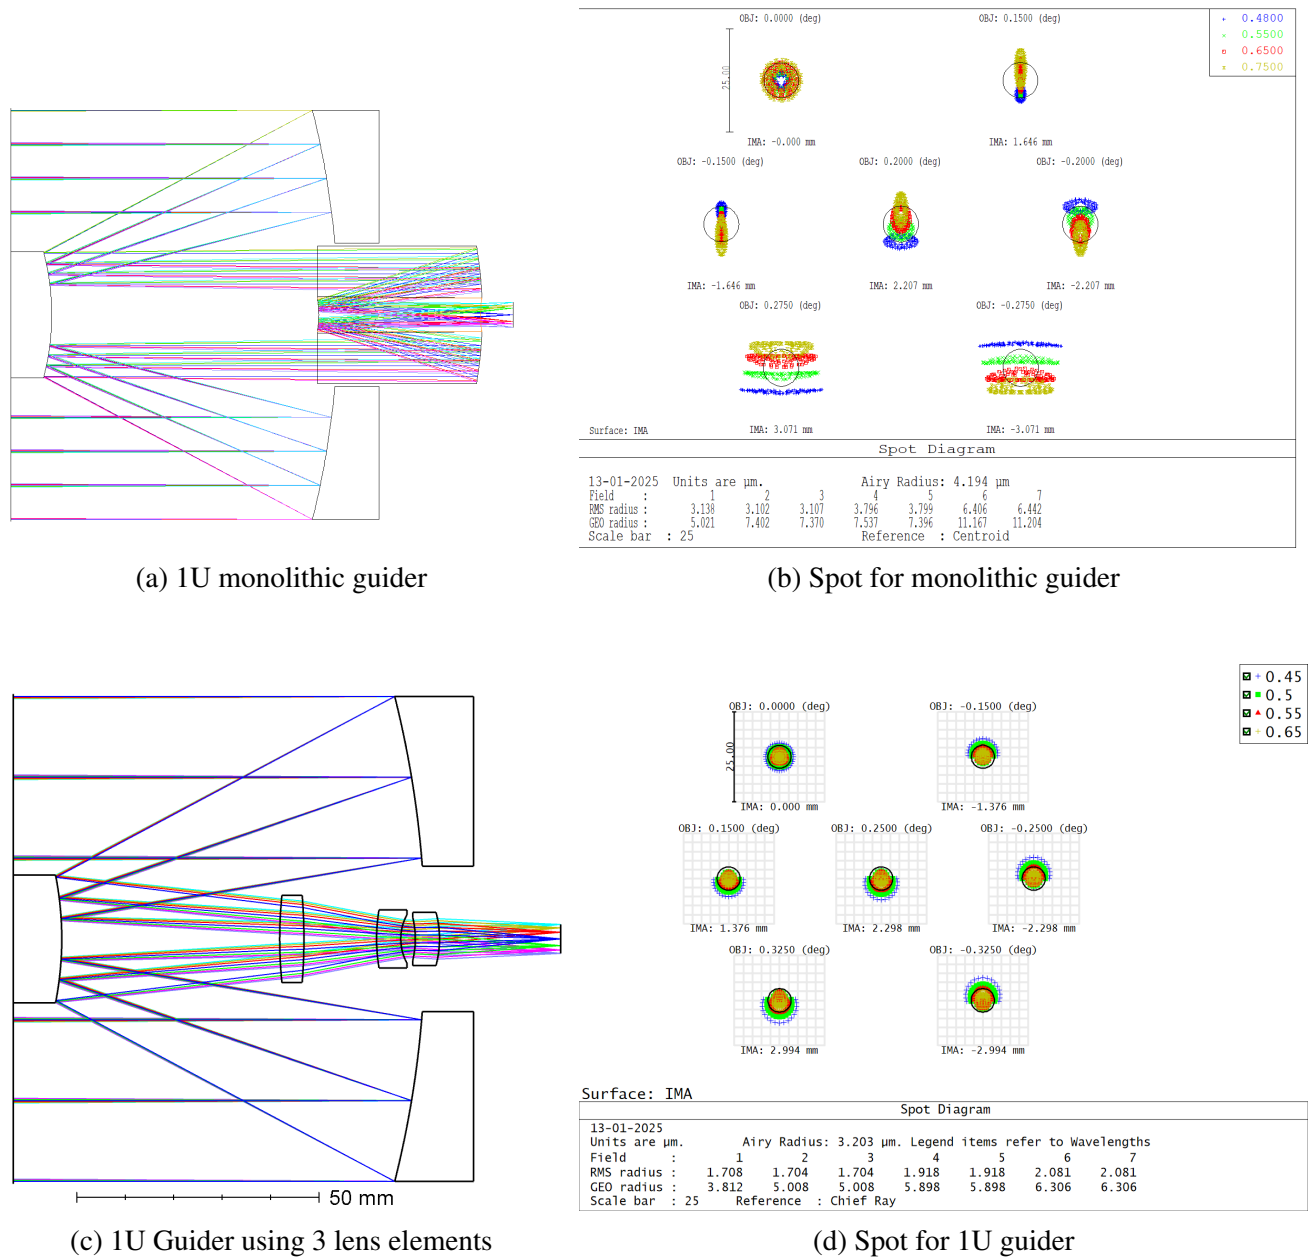 OBJ: 0.0000 (deg)
OBJ: 0.1500 (deg)
0.4800
0.5500
0.6500
0.7500
25.00
IMA: -0.000 mm
IMA: 1.646 mm
OBJ: -0.1500 (deg)
OBJ: 0.2000 (deg)
OBJ: -0.2000 (deg)
IMA: -1.646 mm
IMA: 2.207 mm
IMA: -2.207 mm
OBJ: 0.2750 (deg)
OBJ: -0.2750 (deg)
IMA: 3.071 mm
IMA: -3.071 mm
Surface: IMA
Spot Diagram
13-01-2025 Units are µm. Airy Radius: 4.194 µm
Field : 1 2 3 4 5 6 7
RMS radius : 3.138 3.102 3.107 3.796 3.799 6.406 6.442
GEO radius : 5.021 7.402 7.370 7.537 7.396 11.167 11.204
Scale bar : 25 Reference : Centroid
(a) 1U monolithic guider
(b) Spot for monolithic guider
50 mm
0.45
0.5
0.55
0.65
OBJ: 0.0000 (deg)
OBJ: -0.1500 (deg)
25.00
IMA: 0.000 mm
IMA: -1.376 mm
OBJ: 0.1500 (deg)
OBJ: 0.2500 (deg)
OBJ: -0.2500 (deg)
IMA: 1.376 mm
IMA: 2.298 mm
IMA: -2.298 mm
OBJ: 0.3250 (deg)
OBJ: -0.3250 (deg)
IMA: 2.994 mm
IMA: -2.994 mm
Surface: IMA
Spot Diagram
13-01-2025
Units are µm. Airy Radius: 3.203 µm. Legend items refer to Wavelengths
Field : 1 2 3 4 5 6 7
RMS radius : 1.708 1.704 1.704 1.918 1.918 2.081 2.081
GEO radius : 3.812 5.008 5.008 5.898 5.898 6.306 6.306
Scale bar : 25 Reference : Chief Ray
(c) 1U Guider using 3 lens elements
(d) Spot for 1U guider